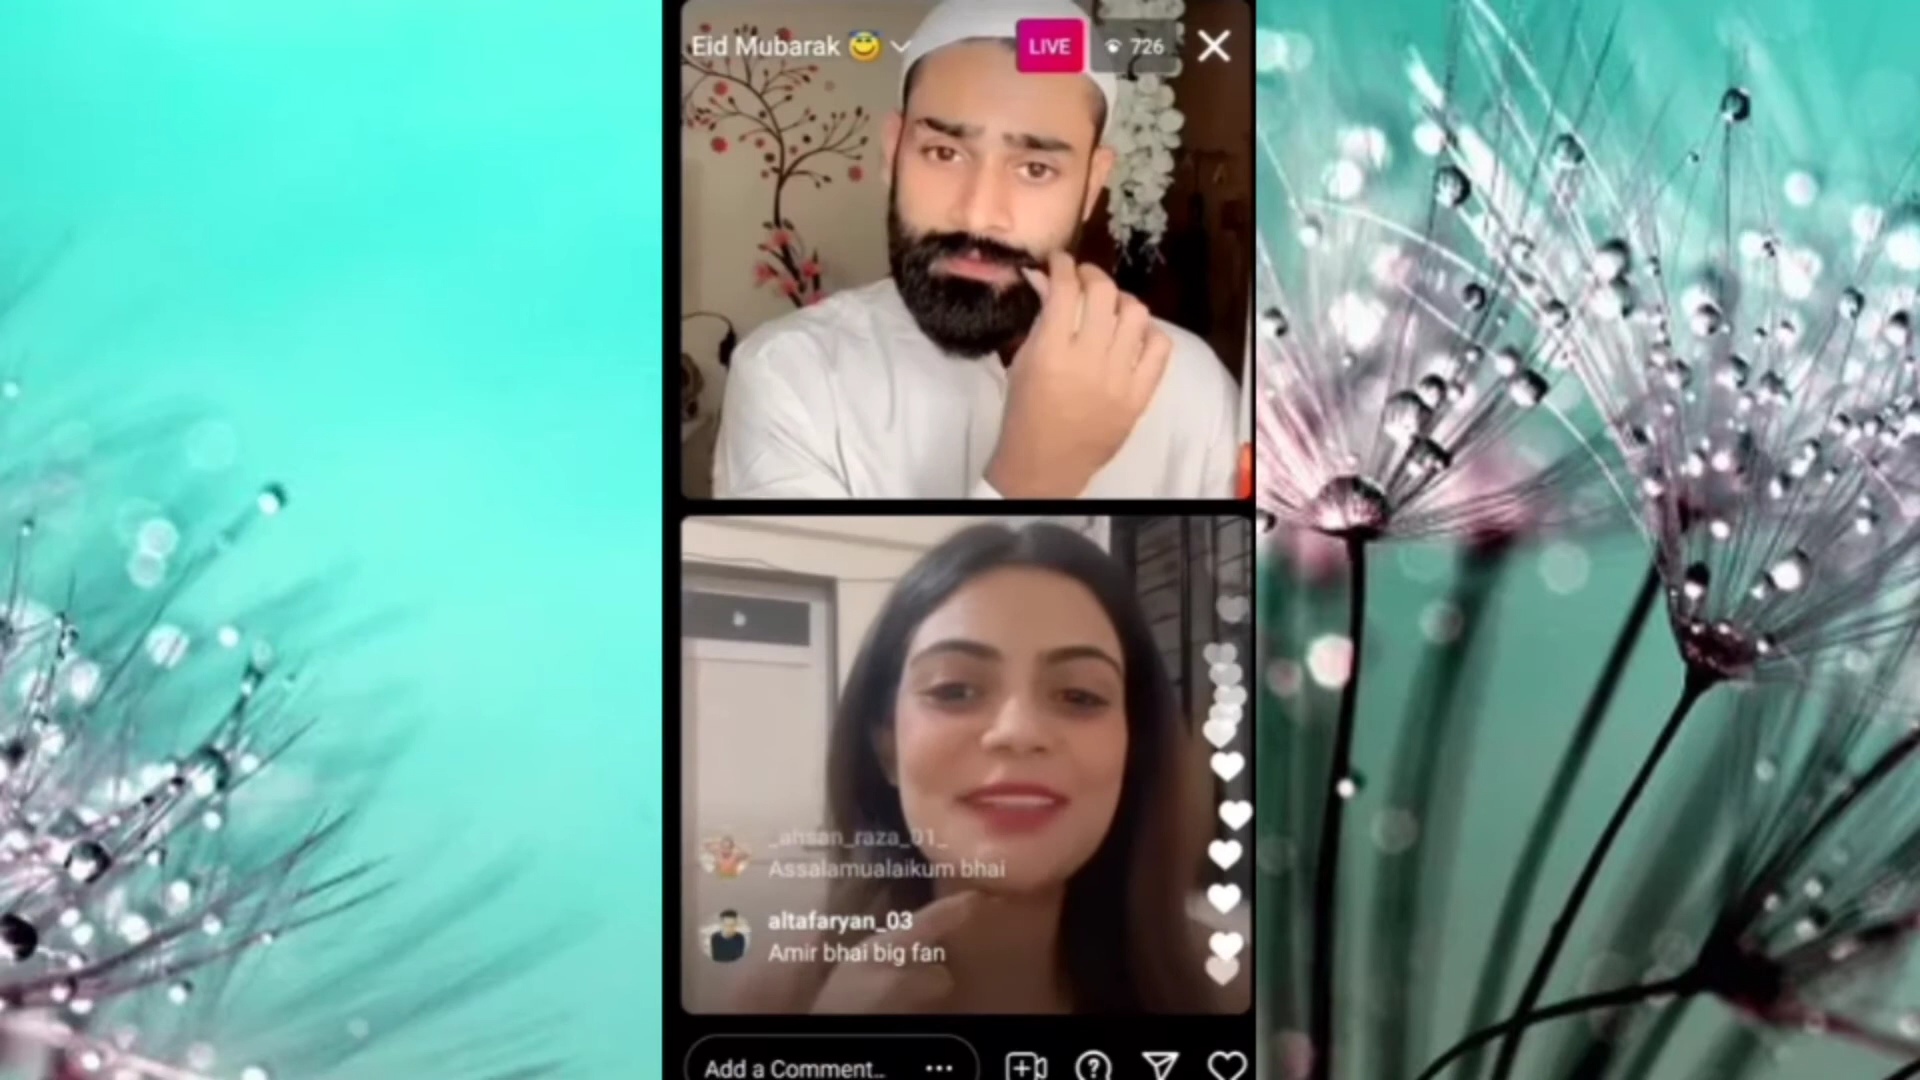 Eid Mubarak 😇
LIVE
726
_ahsan_raza_01_
Assalamualaikum bhai
altafaryan_03
Amir bhai big fan
Add a Comment...